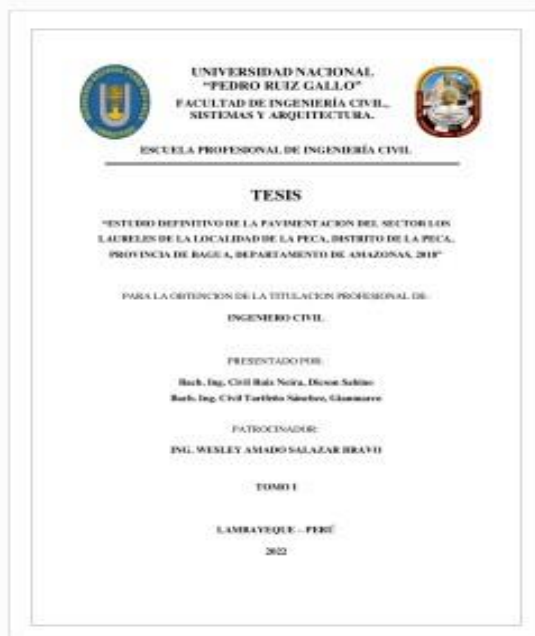 UNIVERSIDAD NACIONAL
“PEDRO RUIZ GALLO”
FACULTAD DE INGENIERÍA CIVIL,
SISTEMAS Y ARQUITECTURA.
ESCUELA PROFESIONAL DE INGENIERÍA CIVIL
TESIS
“ESTUDIO DEFINITIVO DE LA PAVIMENTACION DEL SECTOR LOS
LAURELES DE LA LOCALIDAD DE LA PECA, DISTRITO DE LA PECA,
PROVINCIA DE BAGUA, DEPARTAMENTO DE AMAZONAS, 2018”
PARA LA OBTENCION DE LA TITULACION PROFESIONAL DE:
INGENIERO CIVIL.
PRESENTADO POR:
Bach. Ing. Civil Ruiz Neira, Dicson Sabino
Bach. Ing. Civil Tarifeño Sánchez, Gianmarco
PATROCINADOR:
ING. WESLEY AMADO SALAZAR BRAVO
TOMO I
LAMBAYEQUE – PERÚ
2022